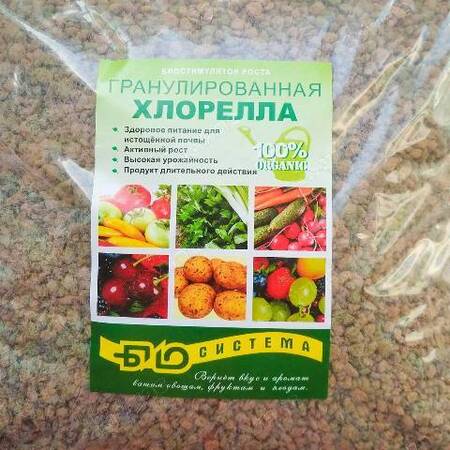 БИОСТИМУЛЯТОР РОСТА
ГРАНУЛИРОВАННАЯ
ХЛОРЕЛЛА
• Здоровое питание для
истощённой почвы
• Активный рост
• Высокая урожайность
• Продукт длительного действия
100%
ORGANIC!
БИО СИСТЕМА
Вернёт вкус и аромат
вашим овощам, фруктам и ягодам.